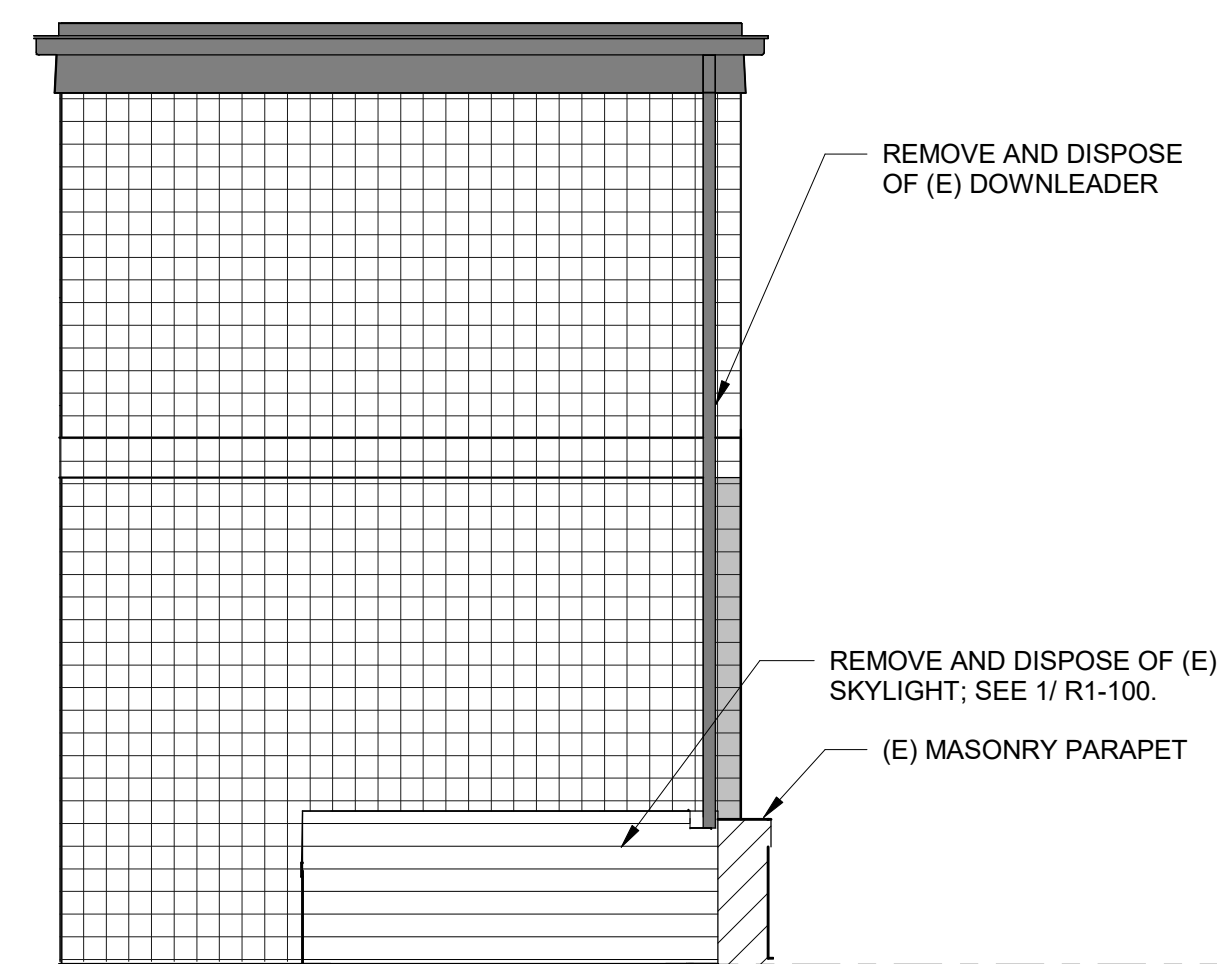 REMOVE AND DISPOSE
OF (E) DOWNLEADER
REMOVE AND DISPOSE OF (E)
SKYLIGHT; SEE 1/ R1-100.
(E) MASONRY PARAPET